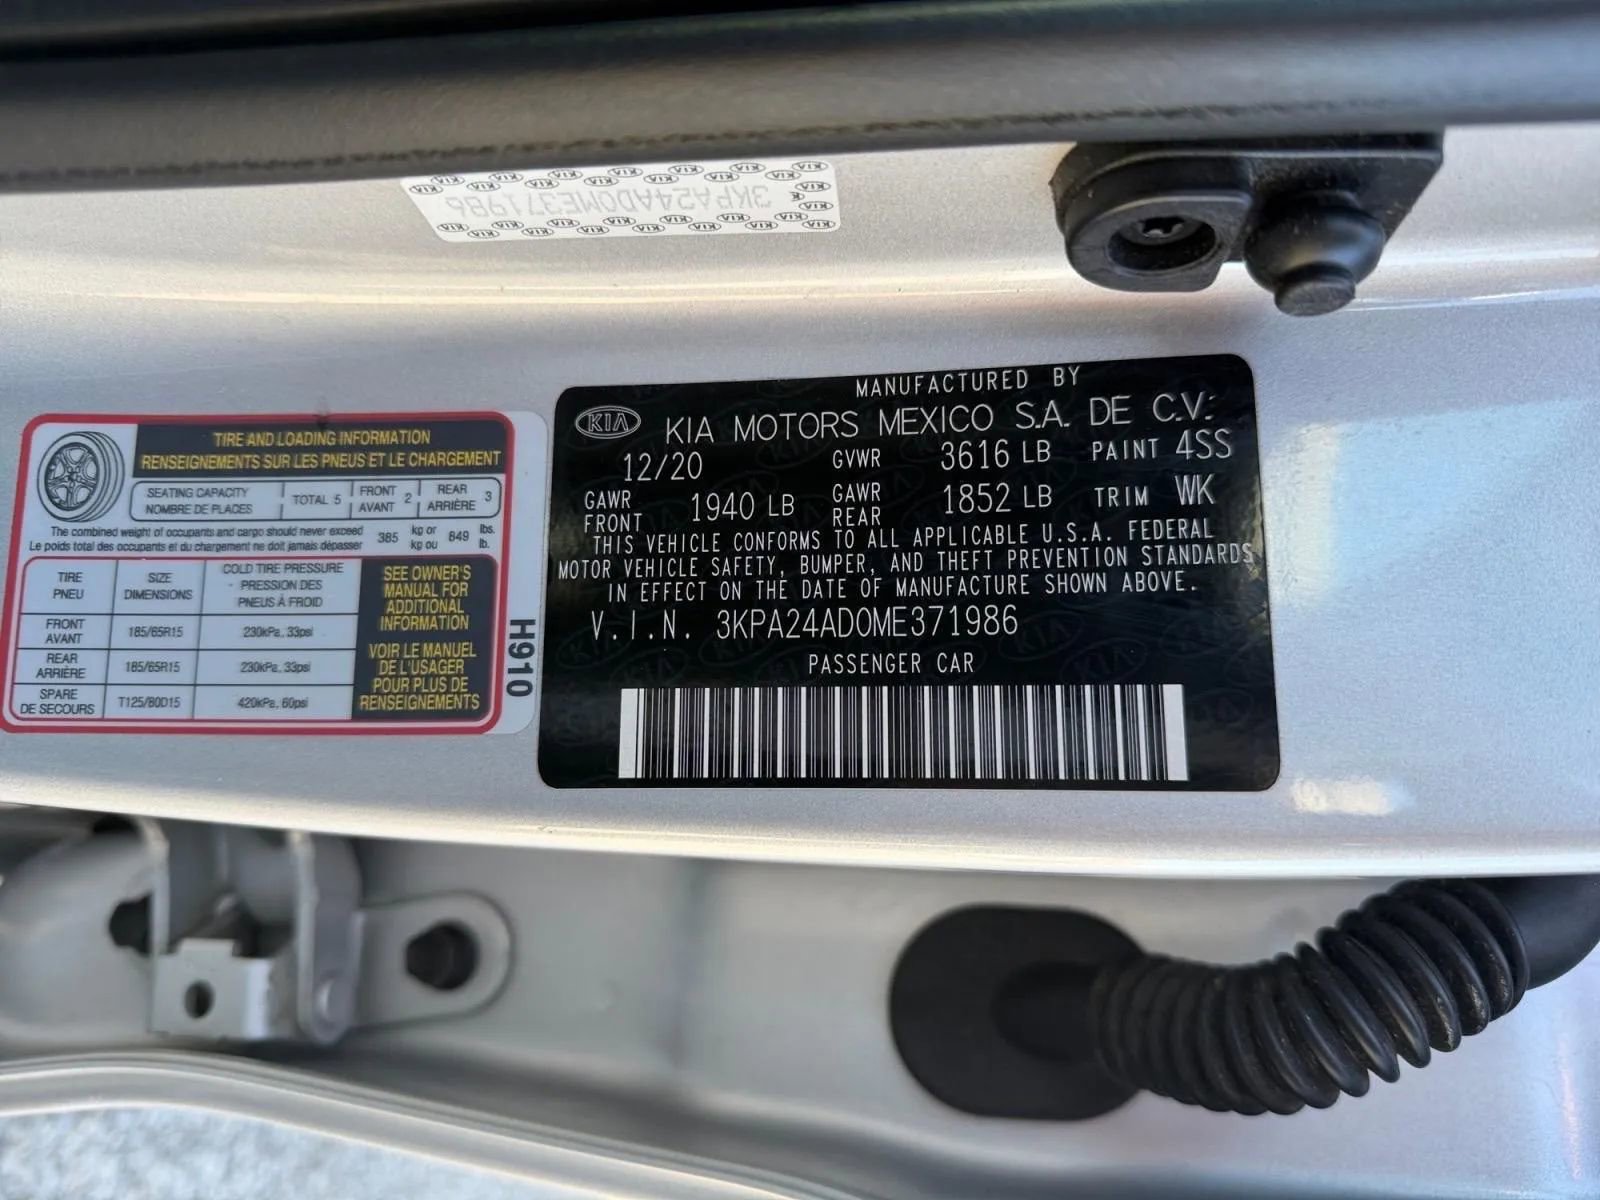 3KPA24AD0ME371986
TIRE AND LOADING INFORMATION
RENSEIGNEMENTS SUR LES PNEUS ET LE CHARGEMENT
SEATING CAPACITY
NOMBRE DE PLACES
TOTAL 5
FRONT
AVANT 2
REAR
ARRIÈRE 3
The combined weight of occupants and cargo should never exceed 385 kg or 849 lbs.
Le poids total des occupants et du chargement ne doit jamais dépasser kg ou lb.
TIRE
PNEU
SIZE
DIMENSIONS
COLD TIRE PRESSURE
PRESSION DES
PNEUS À FROID
FRONT
AVANT
185/65R15
230kPa, 33psi
REAR
ARRIÈRE
185/65R15
230kPa, 33psi
SPARE
DE SECOURS
T125/80D15
420kPa, 60psi
SEE OWNER'S
MANUAL FOR
ADDITIONAL
INFORMATION
VOIR LE MANUEL
DE L'USAGER
POUR PLUS DE
RENSEIGNEMENTS
H910
MANUFACTURED BY
KIA KIA MOTORS MEXICO S.A. DE C.V.
12/20 GVWR 3616 LB PAINT 4SS
GAWR
FRONT 1940 LB GAWR
REAR 1852 LB TRIM WK
THIS VEHICLE CONFORMS TO ALL APPLICABLE U.S.A. FEDERAL
MOTOR VEHICLE SAFETY, BUMPER, AND THEFT PREVENTION STANDARDS
IN EFFECT ON THE DATE OF MANUFACTURE SHOWN ABOVE.
V.I.N. 3KPA24AD0ME371986
PASSENGER CAR